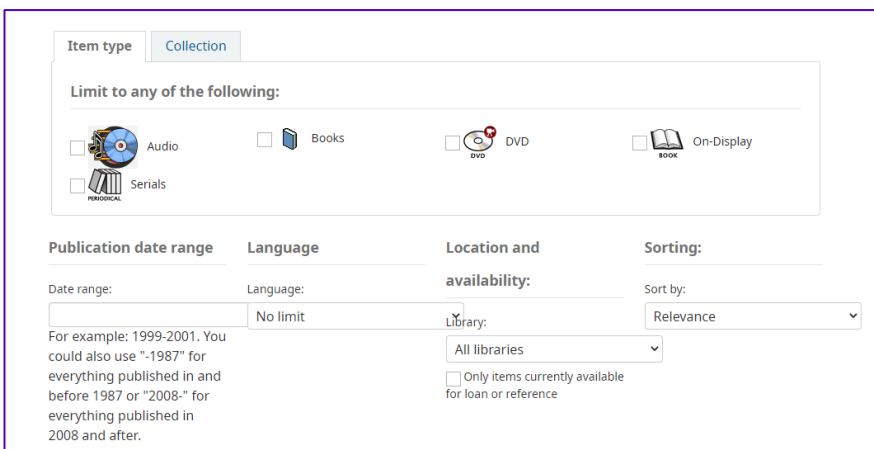 Item type Collection
Limit to any of the following:
Audio Books DVD DVD BOOK On-Display
PERIODICAL Serials
Publication date range
Date range:
For example: 1999-2001. You
could also use "-1987" for
everything published in and
before 1987 or "2008-" for
everything published in
2008 and after.
Language
Language:
No limit
Location and
availability:
Library:
All libraries
Only items currently available
for loan or reference
Sorting:
Sort by:
Relevance